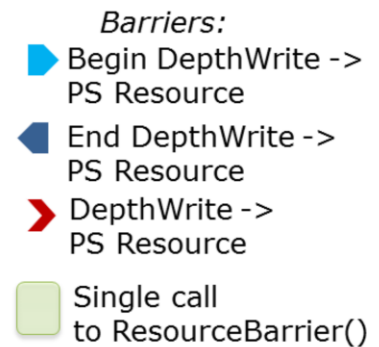 Barriers:
Begin DepthWrite ->
PS Resource
End DepthWrite ->
PS Resource
DepthWrite ->
PS Resource
Single call
to ResourceBarrier()